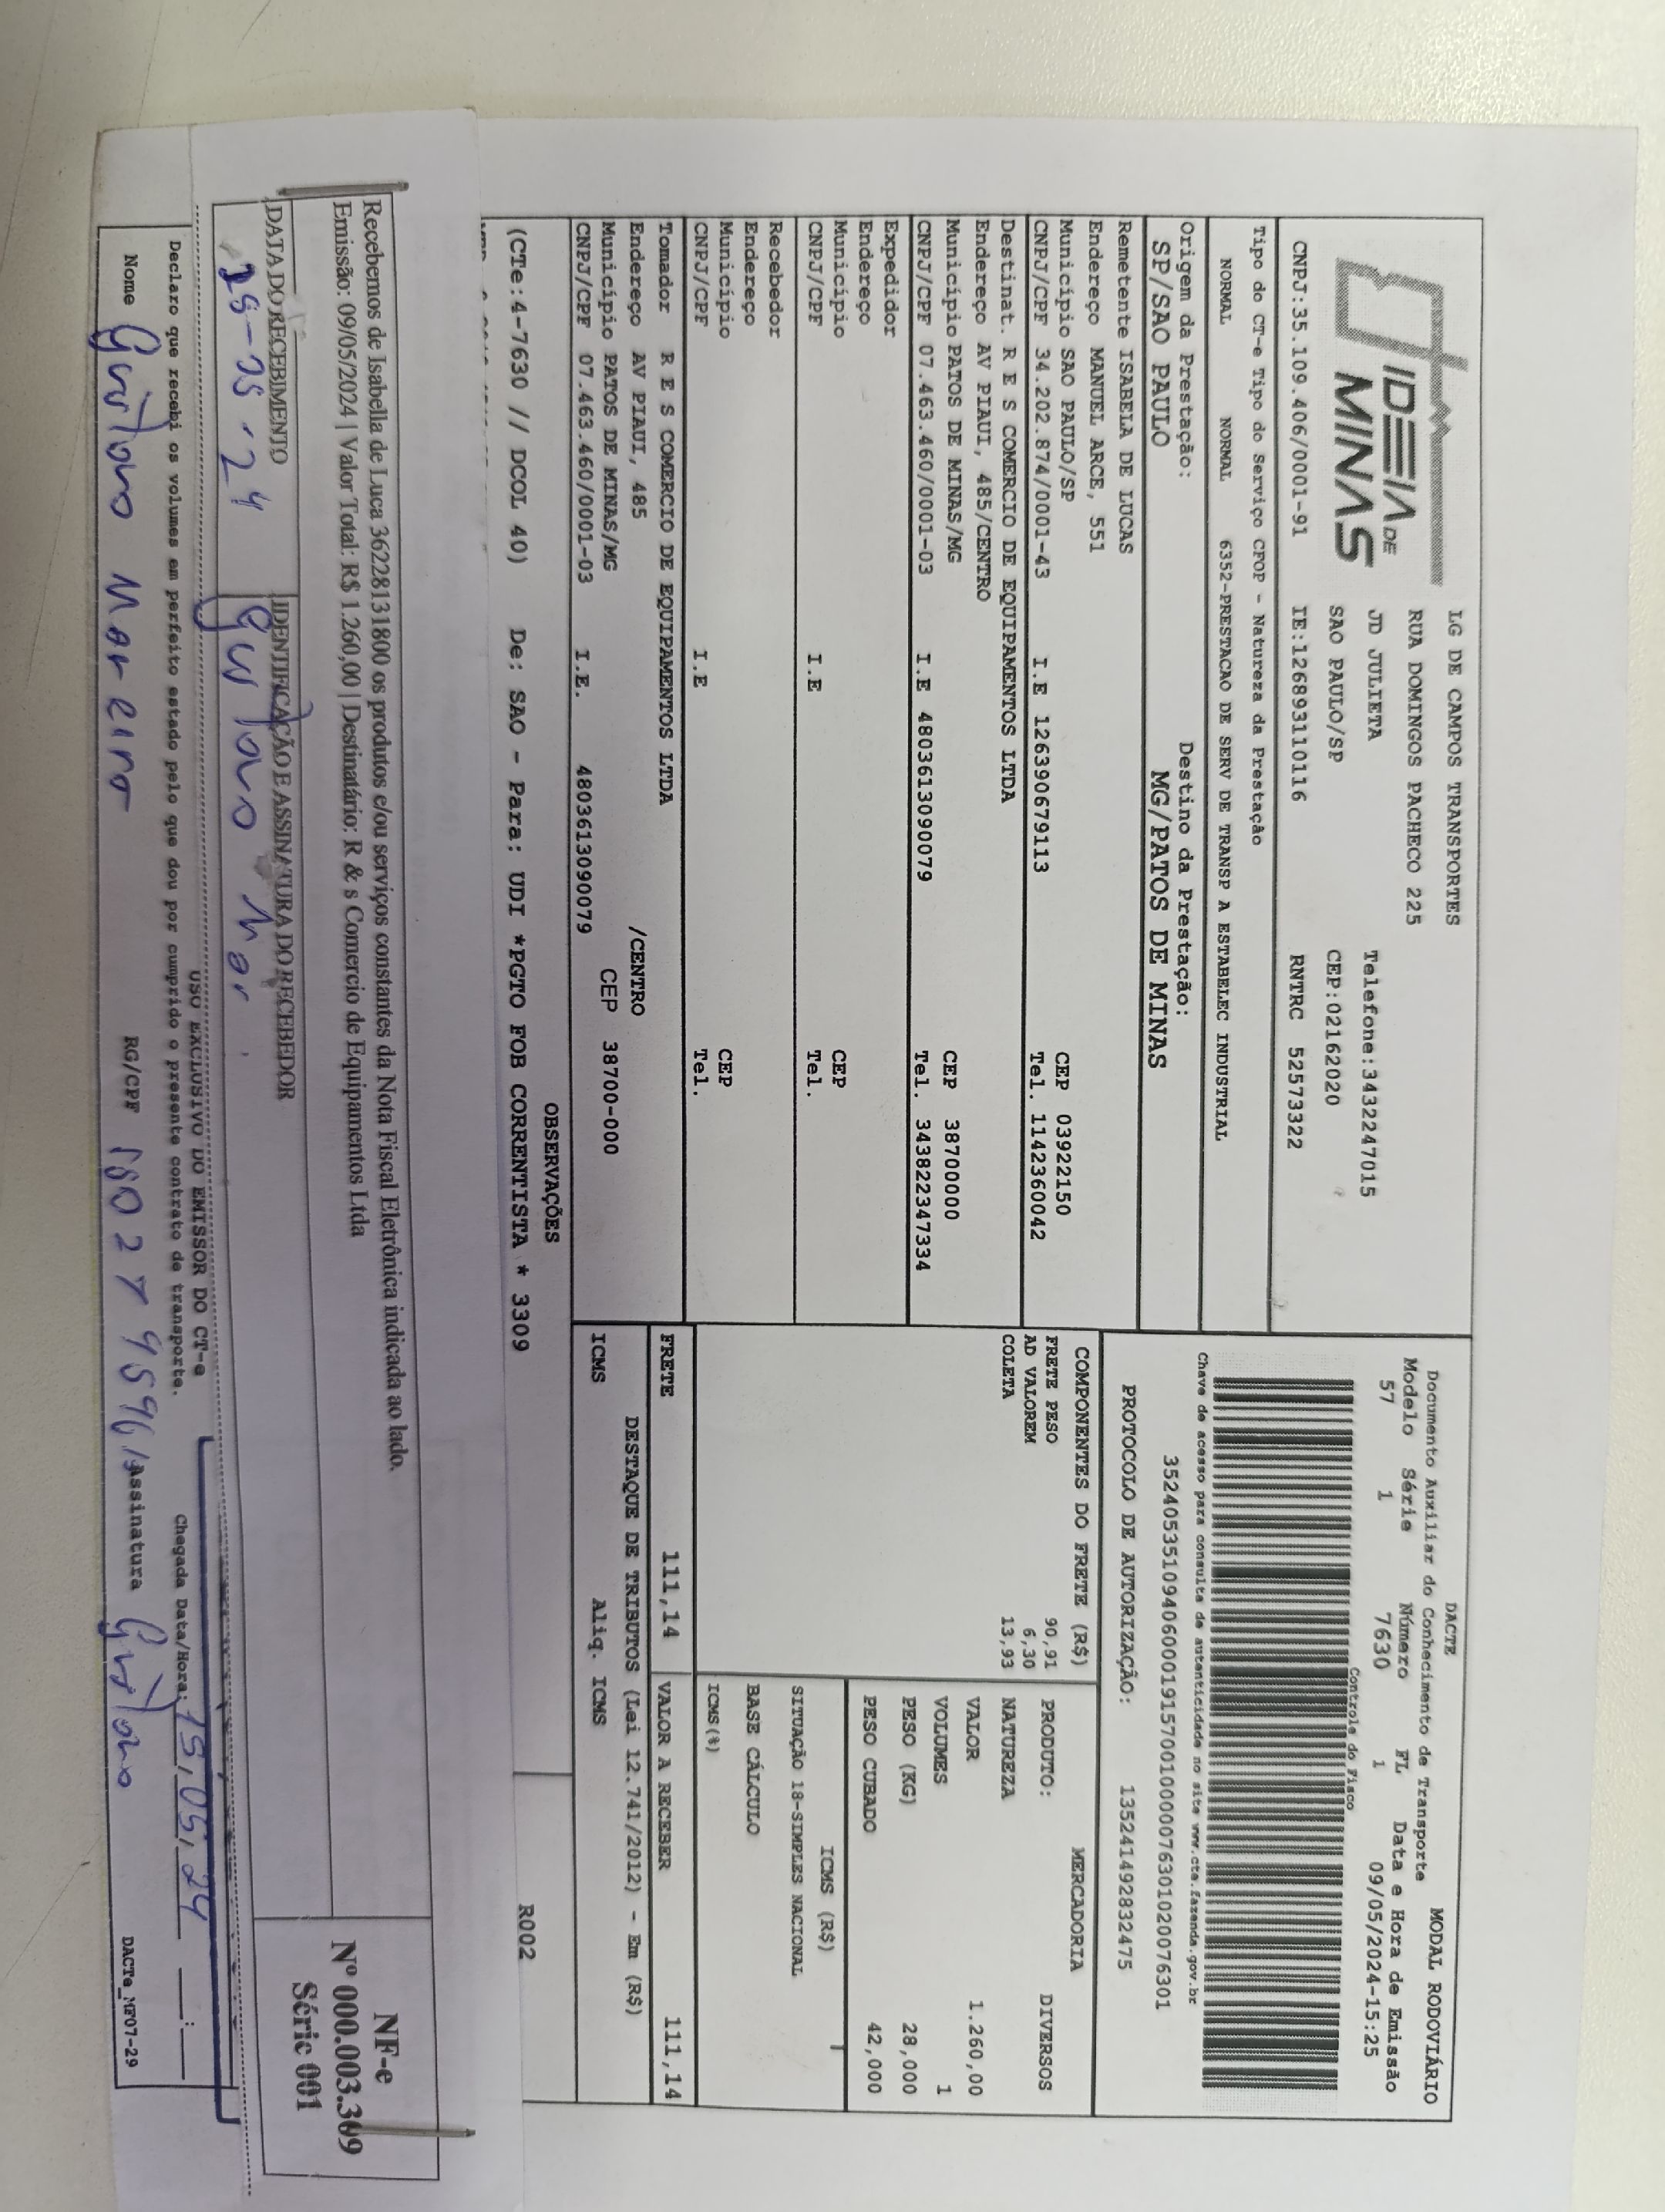 IDEIA DE
MINAS
LG DE CAMPOS TRANSPORTES
RUA DOMINGOS PACHECO 225
JD JULIETA Telefone:3432247015
SAO PAULO/SP CEP:02162020
CNPJ:35.109.406/0001-91 IE:126893110116 RNTRC 52573322
DACTE MODAL RODOVIÁRIO
Documento Auxiliar do Conhecimento de Transporte
Modelo Série Número FL Data e Hora de Emissão
57 1 7630 1 09/05/2024-15:25
Controle do Fisco
Chave de acesso para consulta de autenticidade no site www.cte.fazenda.gov.br
35240535109406000191570010000076301020076301
PROTOCOLO DE AUTORIZAÇÃO: 135241492832475
Tipo do CT-e Tipo do Serviço CFOP - Natureza da Prestação
NORMAL NORMAL 6352-PRESTACAO DE SERV DE TRANSP A ESTABELEC INDUSTRIAL
Origem da Prestação: Destino da Prestação:
SP/SAO PAULO MG/PATOS DE MINAS
Remetente ISABELA DE LUCAS
Endereço MANUEL ARCE, 551
Município SAO PAULO/SP CEP 03922150
CNPJ/CPF 34.202.874/0001-43 I.E 126390679113 Tel. 1142360042
Destinat. R E S COMERCIO DE EQUIPAMENTOS LTDA
Endereço AV PIAUI, 485/CENTRO
Município PATOS DE MINAS/MG CEP 38700000
CNPJ/CPF 07.463.460/0001-03 I.E 4803613090079 Tel. 34382234​7334
Expedidor
Endereço
Município CEP
CNPJ/CPF I.E Tel.
Recebedor
Endereço
Município CEP
CNPJ/CPF I.E Tel.
Tomador R E S COMERCIO DE EQUIPAMENTOS LTDA
Endereço AV PIAUI, 485 /CENTRO
Município PATOS DE MINAS/MG CEP 38700-000
CNPJ/CPF 07.463.460/0001-03 I.E. 4803613090079
COMPONENTES DO FRETE (R$)
FRETE PESO 90,91
AD VALOREM 6,30
COLETA 13,93
MERCADORIA
PRODUTO: DIVERSOS
NATUREZA
VALOR 1.260,00
VOLUMES 1
PESO (KG) 28,000
PESO CUBADO 42,000
ICMS (R$)
SITUAÇÃO 18-SIMPLES NACIONAL
BASE CÁLCULO
ICMS(%)
FRETE 111,14 VALOR A RECEBER 111,14
DESTAQUE DE TRIBUTOS (Lei 12.741/2012) - Em (R$)
ICMS Aliq. ICMS
OBSERVAÇÕES
(CTe:4-7630 // DCOL 40) De: SAO - Para: UDI *PGTO FOB CORRENTISTA * 3309
R002
Recebemos de Isabella de Luca 36228131800 os produtos e/ou serviços constantes da Nota Fiscal Eletrônica indicada ao lado.
Emissão: 09/05/2024 | Valor Total: R$ 1.260,00 | Destinatário: R & s Comercio de Equipamentos Ltda
DATA DO RECEBIMENTO IDENTIFICAÇÃO E ASSINATURA DO RECEBEDOR
Gustavo Mar
NF-e
Nº 000.003.309
Série 001
USO EXCLUSIVO DO EMISSOR DO CT-e
Declaro que recebi os volumes em perfeito estado pelo que dou por cumprido o presente contrato de transporte. Chegada Data/Hora: 15/05/24 __:__
Nome Gustavo RG/CPF Assinatura Gustavo
DACTe_MF07-29